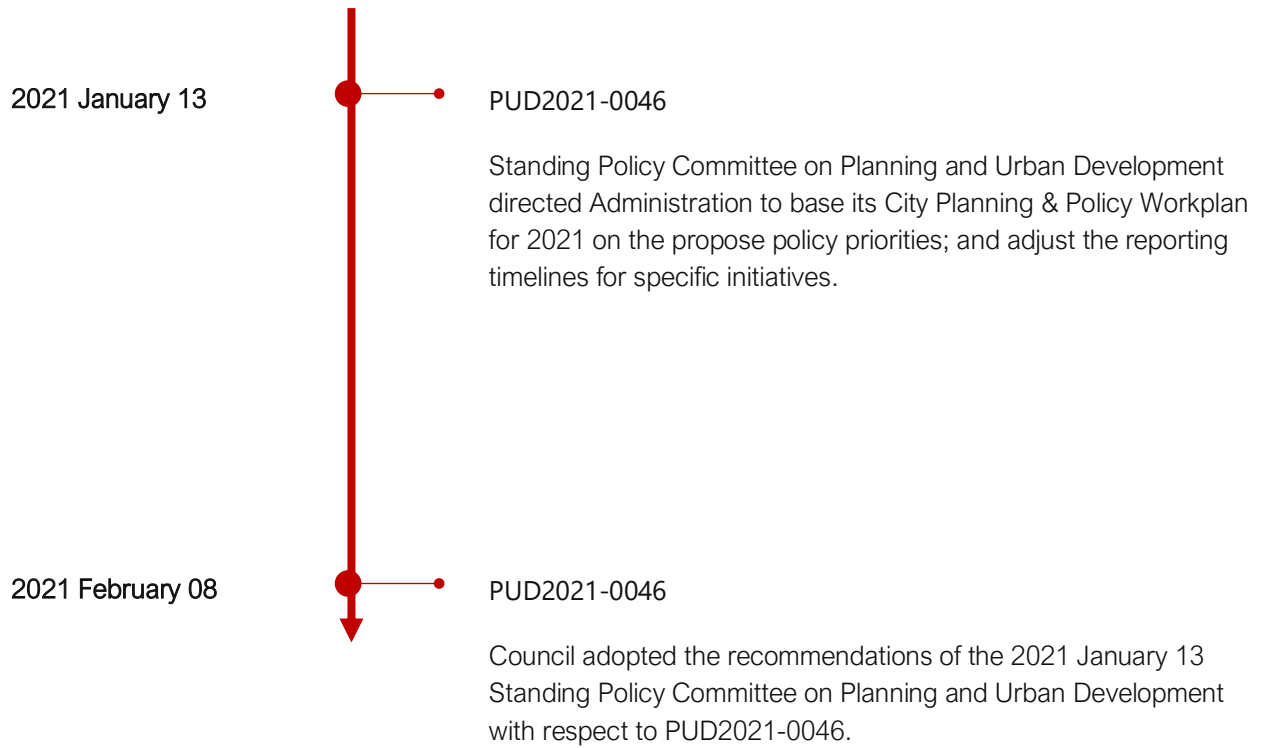 2021 January 13
PUD2021-0046
Standing Policy Committee on Planning and Urban Development
directed Administration to base its City Planning & Policy Workplan
for 2021 on the propose policy priorities; and adjust the reporting
timelines for specific initiatives.
2021 February 08
PUD2021-0046
Council adopted the recommendations of the 2021 January 13
Standing Policy Committee on Planning and Urban Development
with respect to PUD2021-0046.